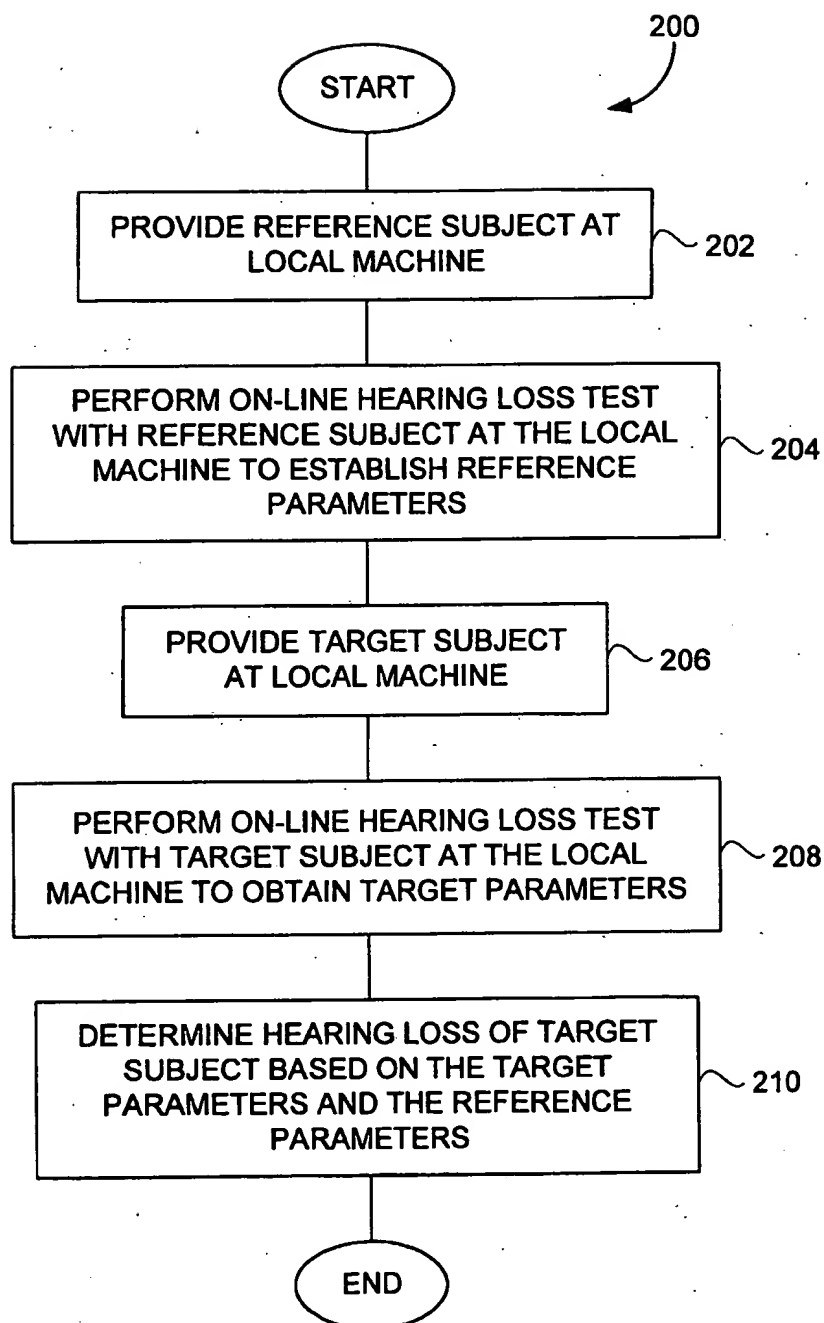 200
START
PROVIDE REFERENCE SUBJECT AT
LOCAL MACHINE
202
PERFORM ON-LINE HEARING LOSS TEST
WITH REFERENCE SUBJECT AT THE LOCAL
MACHINE TO ESTABLISH REFERENCE
PARAMETERS
204
PROVIDE TARGET SUBJECT
AT LOCAL MACHINE
206
PERFORM ON-LINE HEARING LOSS TEST
WITH TARGET SUBJECT AT THE LOCAL
MACHINE TO OBTAIN TARGET PARAMETERS
208
DETERMINE HEARING LOSS OF TARGET
SUBJECT BASED ON THE TARGET
PARAMETERS AND THE REFERENCE
PARAMETERS
210
END